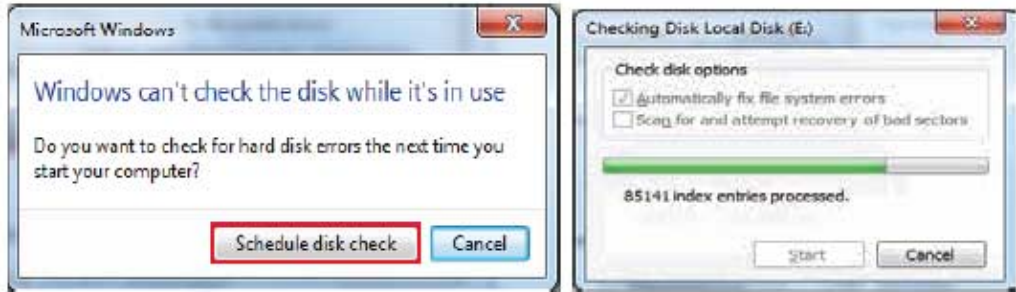 Microsoft Windows
Windows can't check the disk while it's in use
Do you want to check for hard disk errors the next time you
start your computer?
Schedule disk check
Cancel
Checking Disk Local Disk (E:)
Check disk options
Automatically fix file system errors
Scan for and attempt recovery of bad sectors
85141 index entries processed.
Start
Cancel